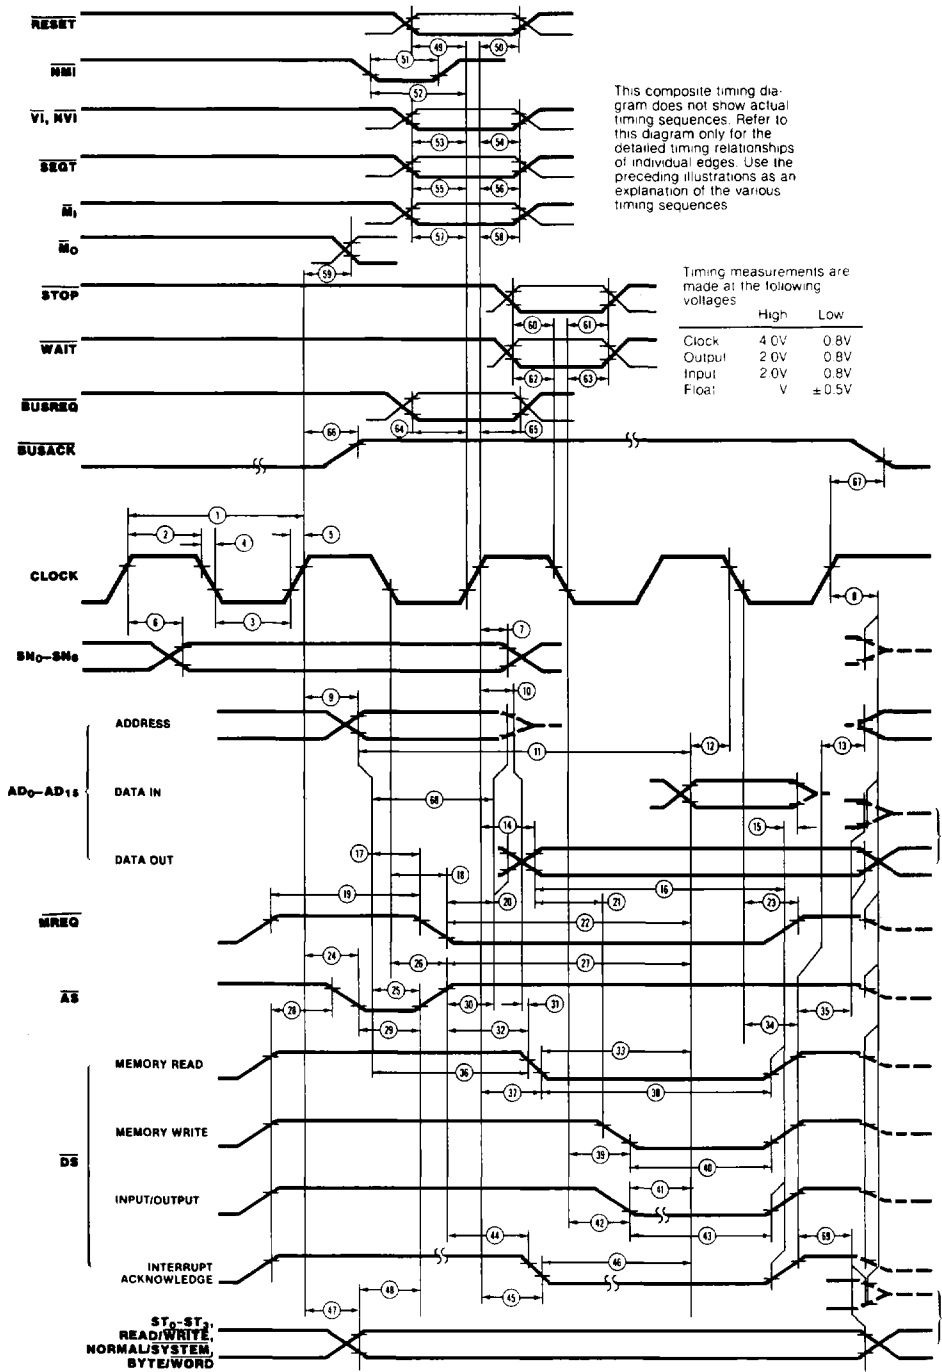 RESET
49
50
NMI
51
52
VI, NVI
53
54
SEGT
55
56
MI
57
58
MO
59
STOP
60
61
WAIT
62
63
BUSREQ
64
65
66
BUSACK
67
This composite timing dia-
gram does not show actual
timing sequences. Refer to
this diagram only for the
detailed timing relationships
of individual edges. Use the
preceding illustrations as an
explanation of the various
timing sequences
Timing measurements are
made at the following
voltages
High Low
Clock 4.0V 0.8V
Output 2.0V 0.8V
Input 2.0V 0.8V
Float V ±0.5V
1
2
4
5
CLOCK
3
8
6
7
SN0–SN6
9
10
ADDRESS
11
12
13
AD0–AD15
DATA IN
68
14
15
DATA OUT
17
18
16
19
20
21
22
23
MREQ
24
26
27
25
AS
28
30
31
35
29
32
34
33
MEMORY READ
36
37
38
MEMORY WRITE
39
40
DS
41
INPUT/OUTPUT
42
43
44
69
46
INTERRUPT
ACKNOWLEDGE
48
45
47
ST0-ST3,
READ/WRITE,
NORMAL/SYSTEM,
BYTE/WORD